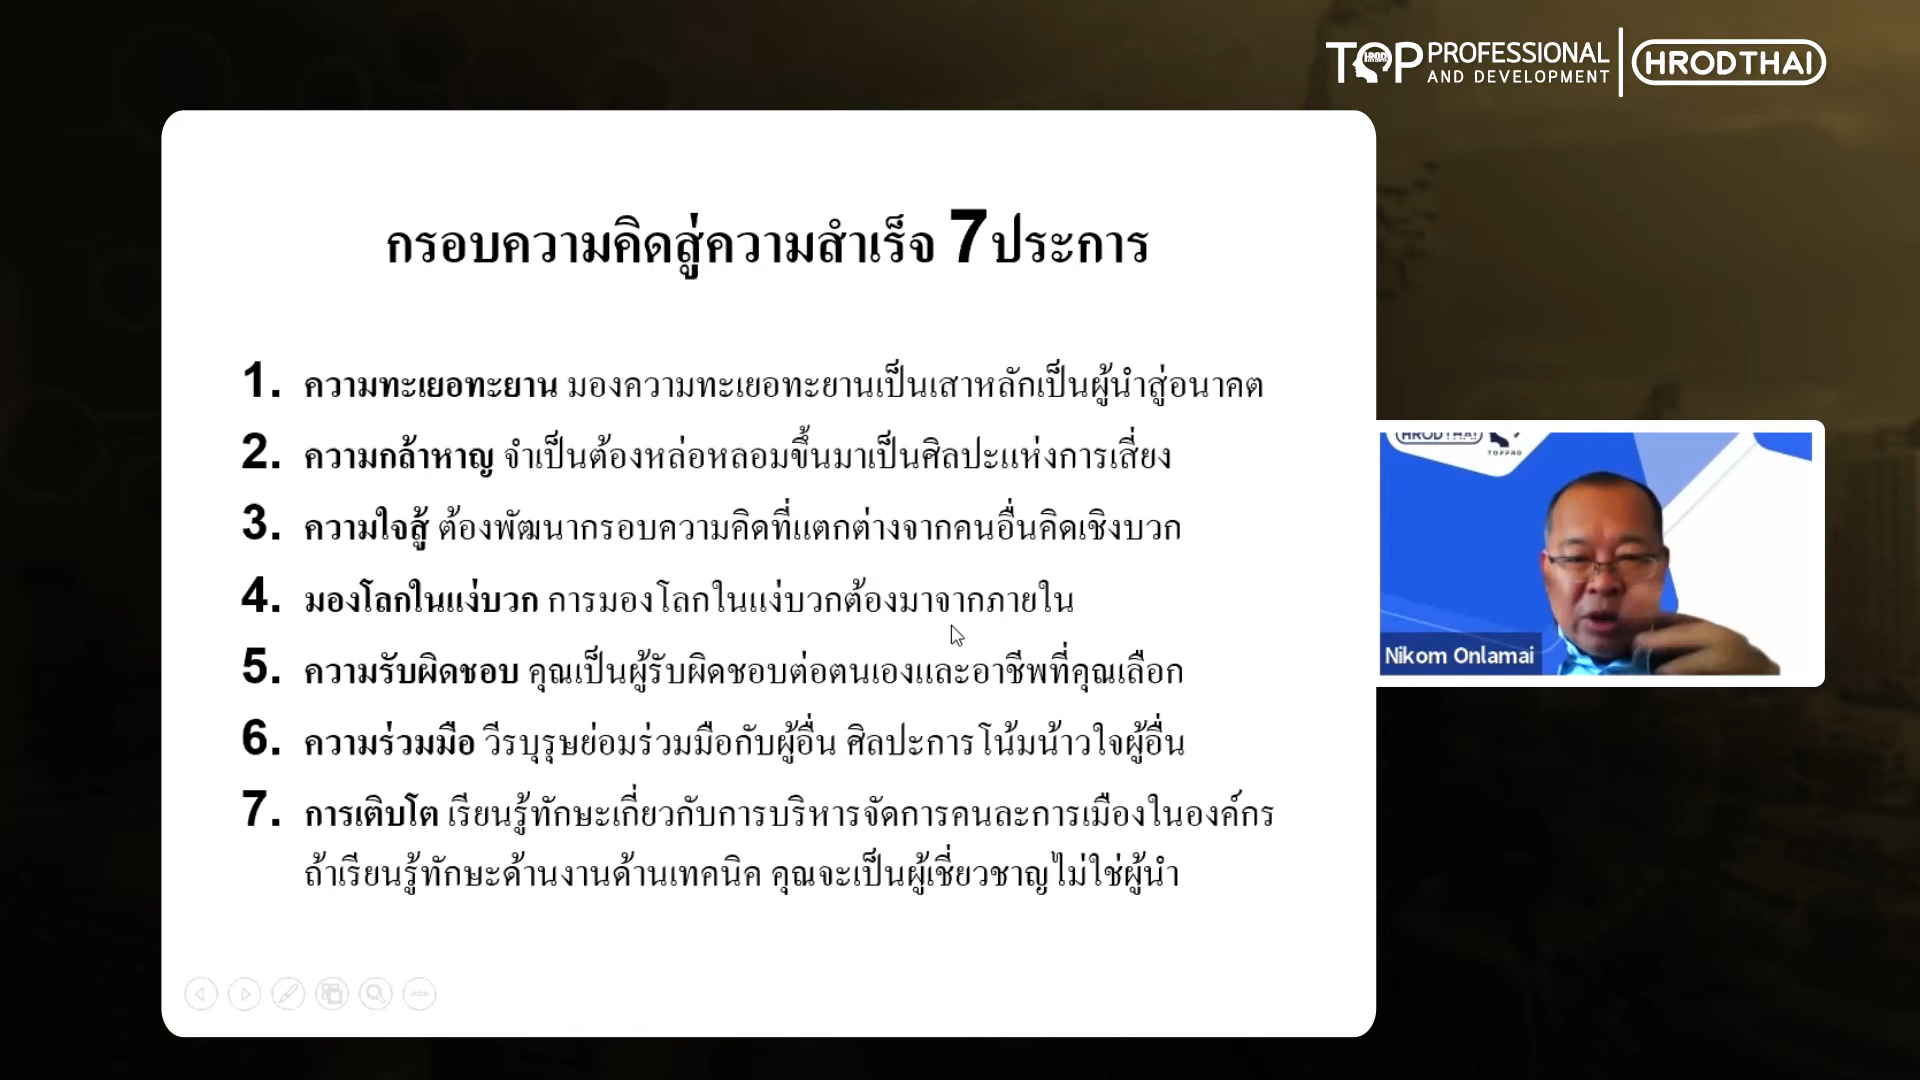 TOP PROFESSIONAL
AND DEVELOPMENT
HRODTHAI
กรอบความคิดสู่ความสำเร็จ 7ประการ
1. ความทะเยอทะยาน มองความทะเยอทะยานเป็นเสาหลักเป็นผู้นำสู่อนาคต
2. ความกล้าหาญ จำเป็นต้องหล่อหลอมขึ้นมาเป็นศิลปะแห่งการเสี่ยง
3. ความใจสู้ ต้องพัฒนากรอบความคิดที่แตกต่างจากคนอื่นคิดเชิงบวก
4. มองโลกในแง่บวก การมองโลกในแง่บวกต้องมาจากภายใน
5. ความรับผิดชอบ คุณเป็นผู้รับผิดชอบต่อตนเองและอาชีพที่คุณเลือก
6. ความร่วมมือ วีรบุรุษย่อมร่วมมือกับผู้อื่น ศิลปะการโน้มน้าวใจผู้อื่น
7. การเติบโต เรียนรู้ทักษะเกี่ยวกับการบริหารจัดการคนละการเมืองในองค์กร
ถ้าเรียนรู้ทักษะด้านงานด้านเทคนิค คุณจะเป็นผู้เชี่ยวชาญไม่ใช่ผู้นำ
HRODTHAI
TOPPRO
Nikom Onlamai